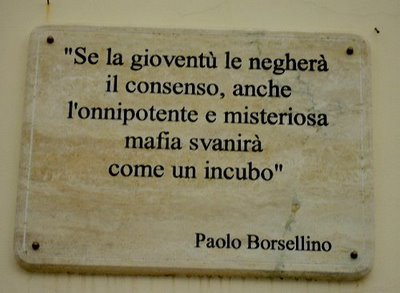 "Se la gioventù le negherà
il consenso, anche
l'onnipotente e misteriosa
mafia svanirà
come un incubo"
Paolo Borsellino